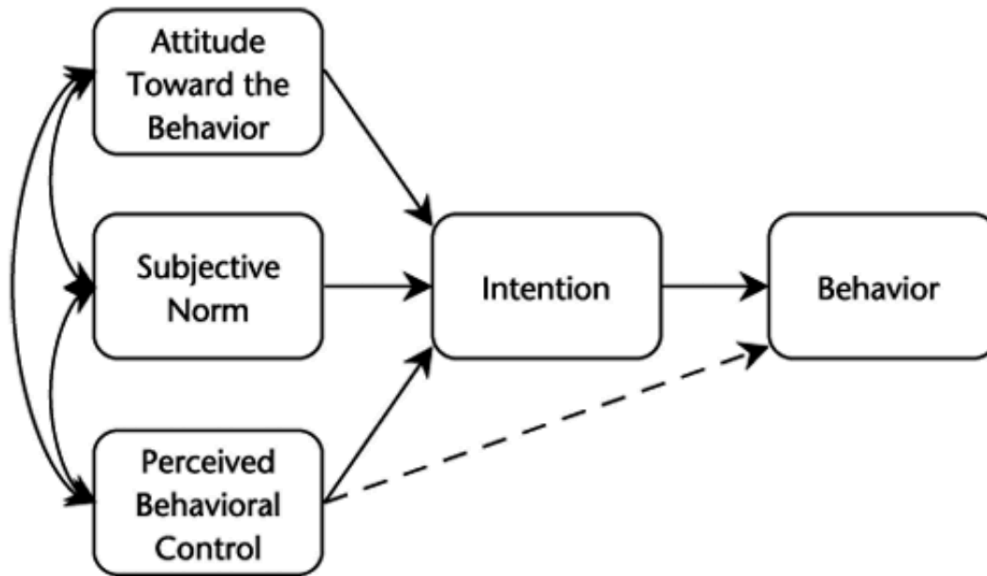 Attitude
Toward the
Behavior
Subjective
Norm
Intention
Behavior
Perceived
Behavioral
Control